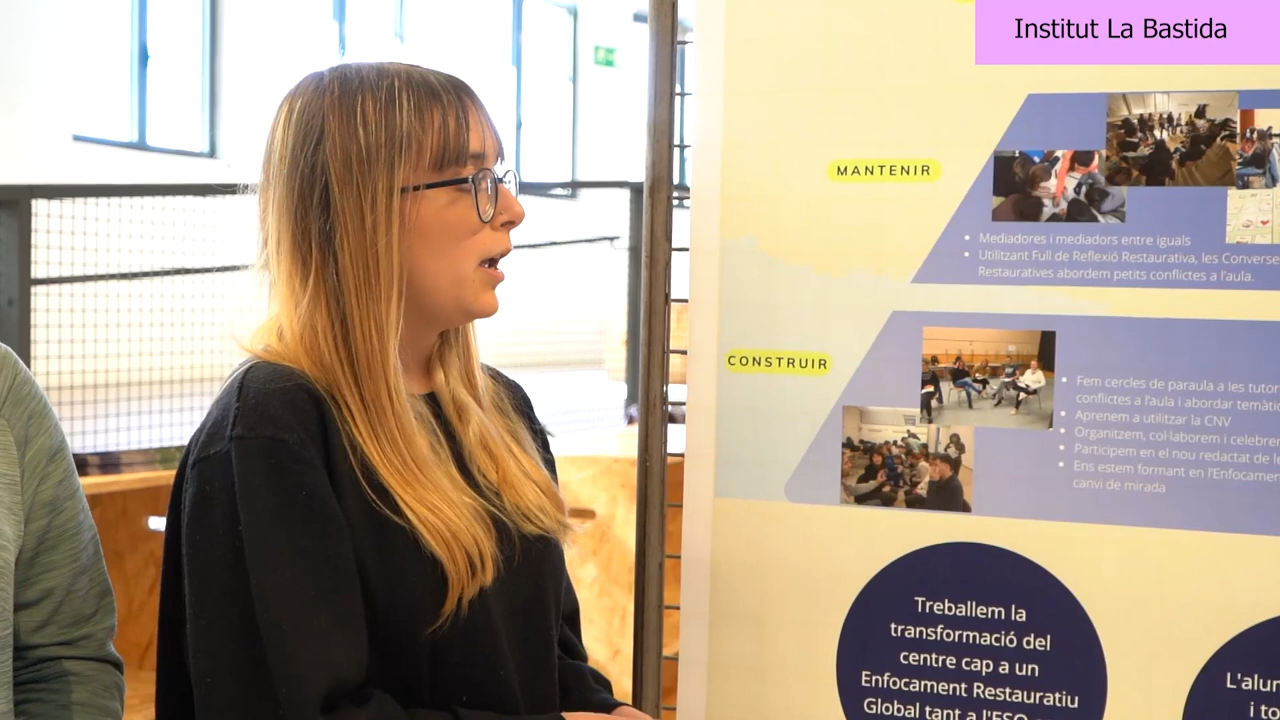 Institut La Bastida
MANTENIR
Mediadores i mediadors entre iguals
Utilitzant Full de Reflexió Restaurativa, les Converse
Restauratives abordem petits conflictes a l'aula.
CONSTRUIR
Fem cercles de paraula a les tutor
conflictes a l'aula i abordar temàtic
Aprenem a utilitzar la CNV
Organitzem, col·laborem i celebrem
Participem en el nou redactat de le
Ens estem formant en l'Enfocamen
canvi de mirada
Treballem la
transformació del
centre cap a un
Enfocament Restauratiu
Global tant a l'ESO
L'alum
i to